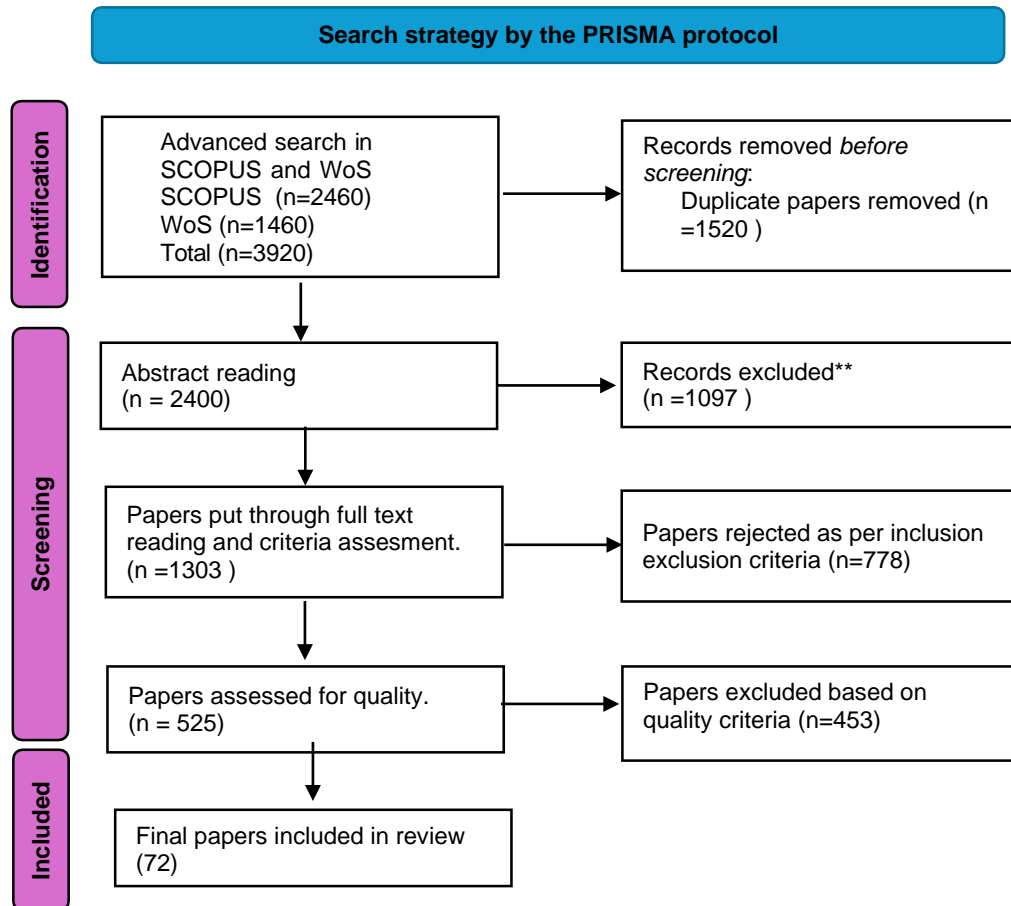 Search strategy by the PRISMA protocol
Identification
Advanced search in
SCOPUS and WoS
SCOPUS (n=2460)
WoS (n=1460)
Total (n=3920)
Records removed before
screening:
Duplicate papers removed (n
=1520 )
Screening
Abstract reading
(n = 2400)
Records excluded**
(n =1097 )
Papers put through full text
reading and criteria assesment.
(n =1303 )
Papers rejected as per inclusion
exclusion criteria (n=778)
Papers assessed for quality.
(n = 525)
Papers excluded based on
quality criteria (n=453)
Included
Final papers included in review
(72)